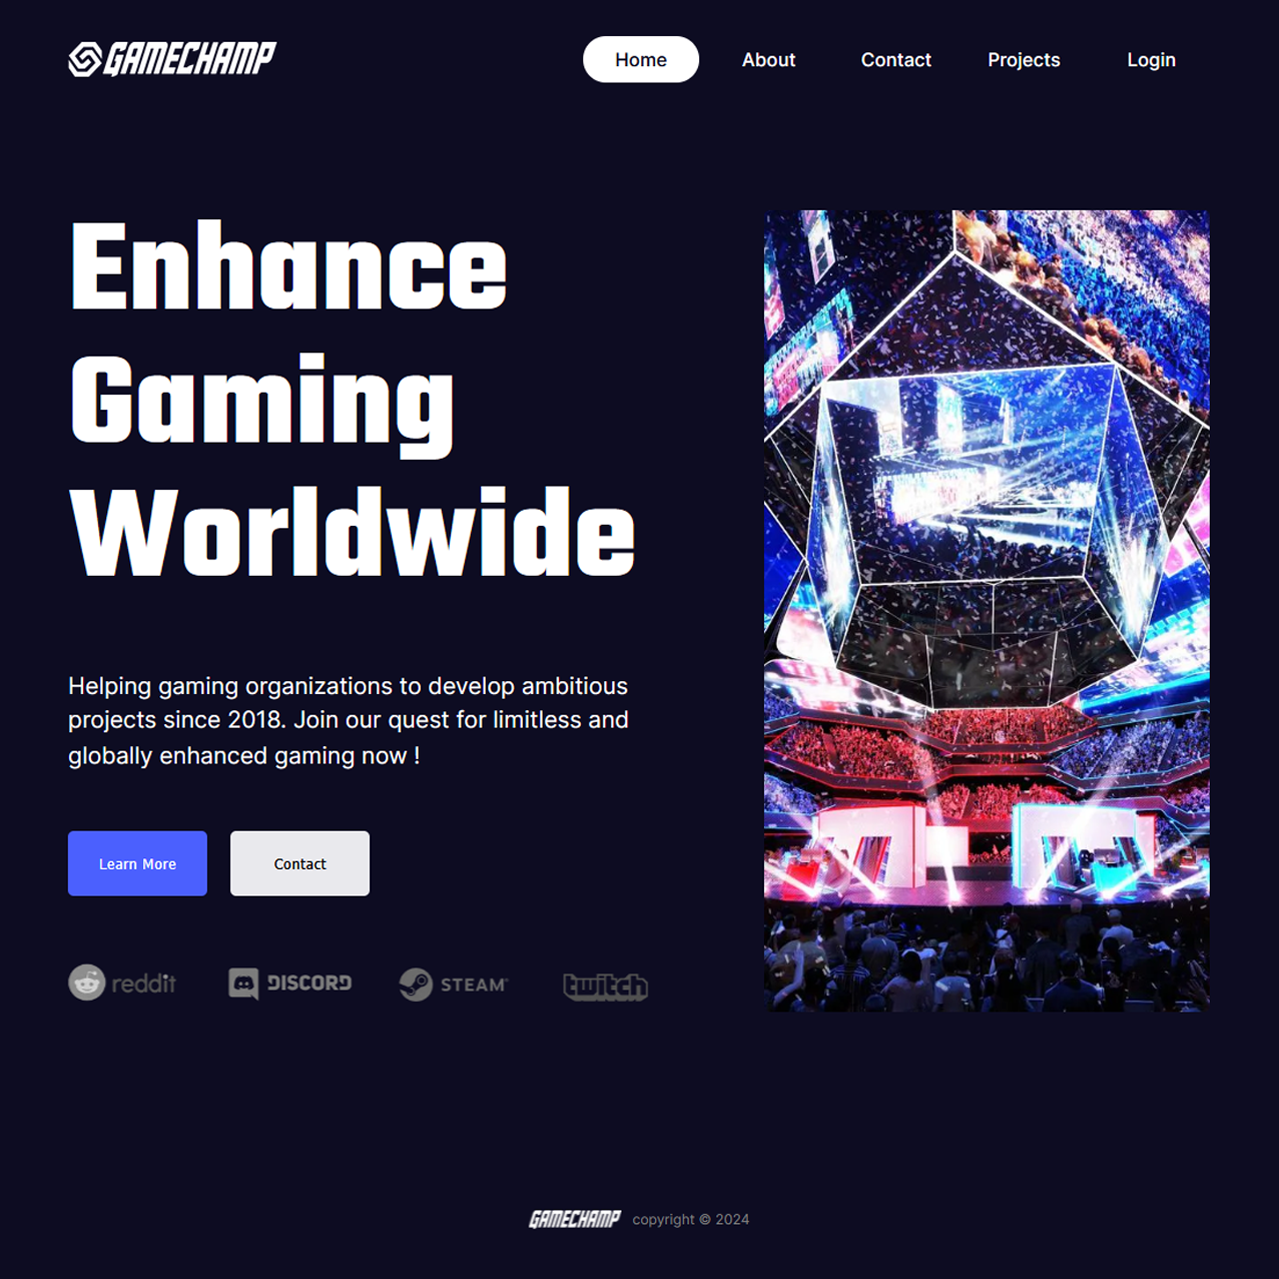 GAMECHAMP
Home About Contact Projects Login
Enhance
Gaming
Worldwide
Helping gaming organizations to develop ambitious
projects since 2018. Join our quest for limitless and
globally enhanced gaming now !
Learn More Contact
reddit DISCORD STEAM twitch
GAMECHAMP copyright © 2024